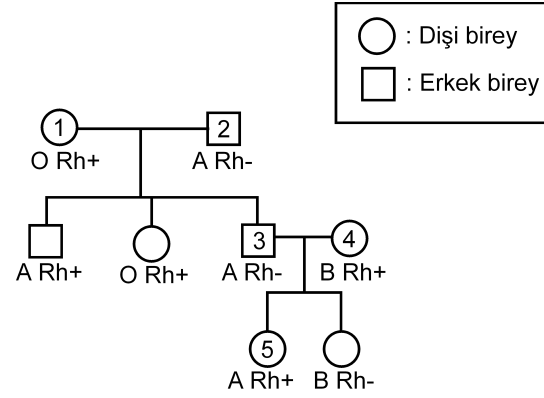 : Dişi birey
: Erkek birey
1 2
O Rh+ A Rh-
3 4
A Rh+ O Rh+ A Rh- B Rh+
5
A Rh+ B Rh-